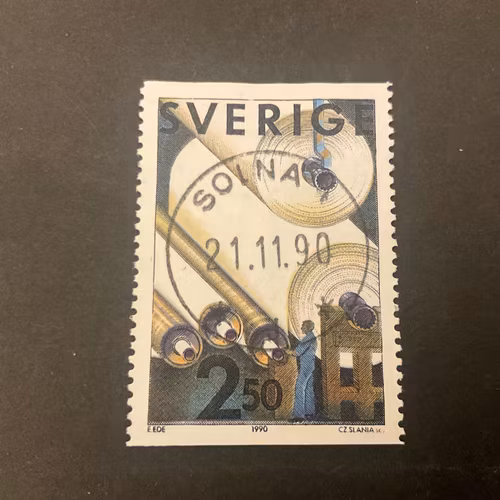 SVERIGE
SOLNA
21.11.90
2.50
E.EDE 1990 CZ SLANIA